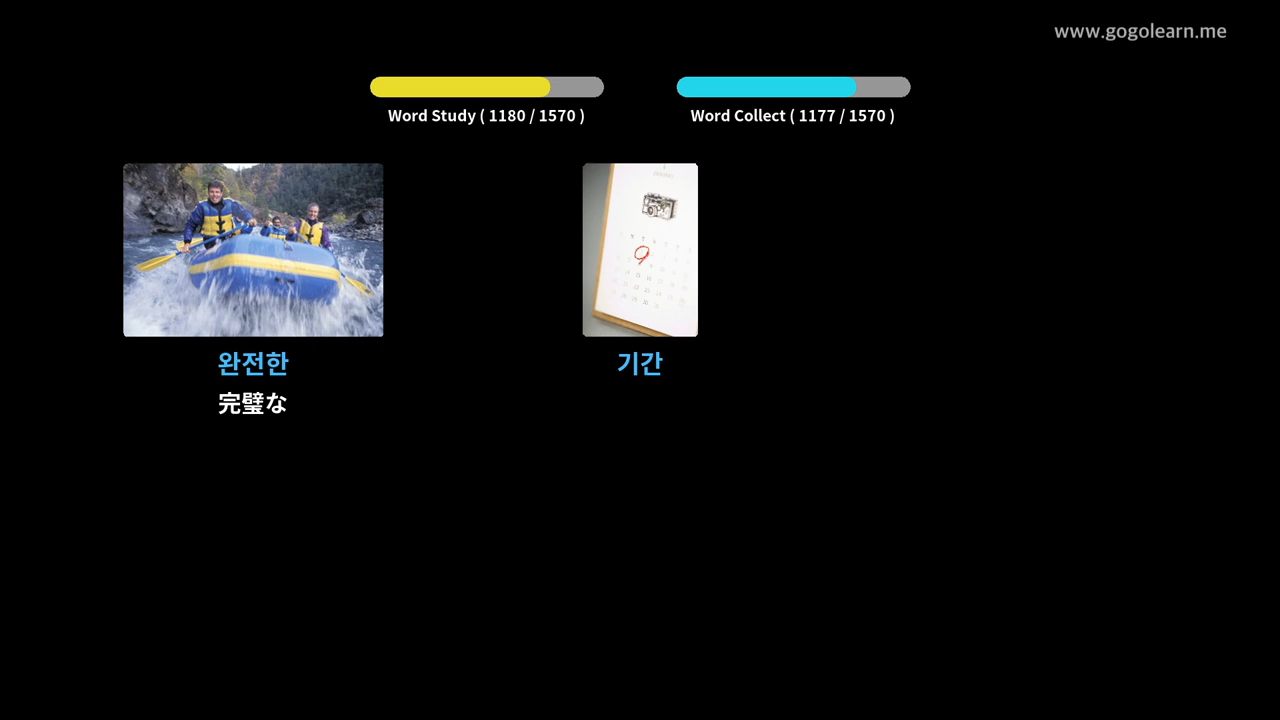 www.gogolearn.me
Word Study ( 1180 / 1570 )
Word Collect ( 1177 / 1570 )
완전한
完璧な
기간
9